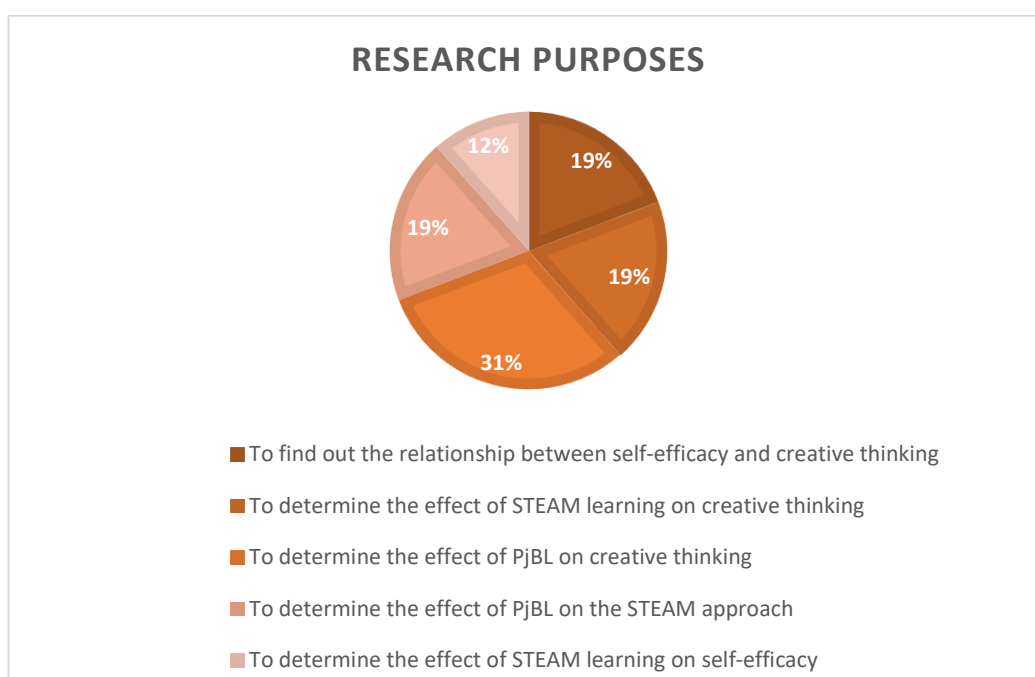 RESEARCH PURPOSES
12%
19%
19%
19%
31%
To find out the relationship between self-efficacy and creative thinking
To determine the effect of STEAM learning on creative thinking
To determine the effect of PjBL on creative thinking
To determine the effect of PjBL on the STEAM approach
To determine the effect of STEAM learning on self-efficacy